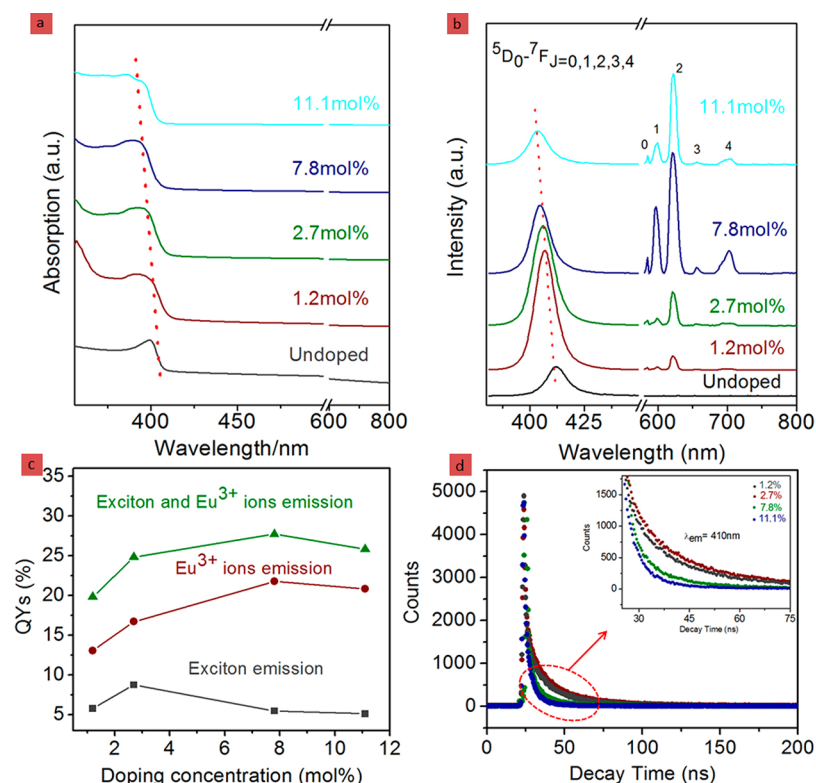 a
Absorption (a.u.)
11.1mol%
7.8mol%
2.7mol%
1.2mol%
Undoped
400 450 600 800
Wavelength/nm
b
⁵D₀-⁷F_J=0,1,2,3,4
Intensity (a.u.)
0 1 2 3 4
11.1mol%
7.8mol%
2.7mol%
1.2mol%
Undoped
400 425 600 700 800
Wavelength (nm)
c
QYs (%)
35
30
25
20
15
10
5
Exciton and Eu³⁺ ions emission
Eu³⁺ ions emission
Exciton emission
0 2 4 6 8 10 12
Doping concentration (mol%)
d
Counts
5000
4000
3000
2000
1000
0
0 50 100 150 200
Decay Time (ns)
Counts
1500
1000
500
0
1.2%
2.7%
7.8%
11.1%
λem= 410nm
30 45 60 75
Decay Time (ns)